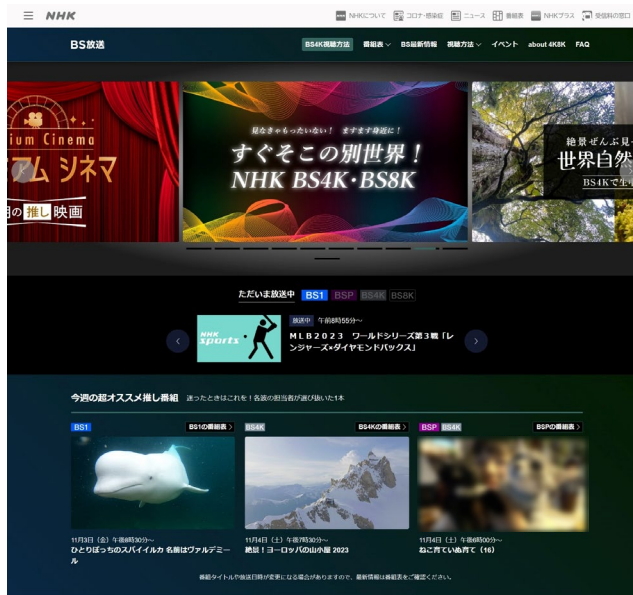 NHK
NHKについて
コロナ・感染症
ニュース
番組表
NHKプラス
受信料の窓口
BS放送
BS4K視聴方法
番組表
BS最新情報
視聴方法
イベント
about 4K8K
FAQ
ium Cinema
アム シネマ
の推し映画
見なきゃもったいない! ますます身近に!
すぐそこの別世界!
NHK BS4K・BS8K
絶景ぜんぶ見
世界自然
BS4Kで生
ただいま放送中
BS1
BSP
BS4K
BS8K
NHK
sports
放送中 午前8時55分~
MLB2023 ワールドシリーズ第3戦「レ
ンジャーズ×ダイヤモンドバックス」
今週の超オススメ推し番組
迷ったときはこれを!各波の担当者が選び抜いた1本
BS1
BS1の番組表
BS4K
BS4Kの番組表
BSP
BS4K
BSPの番組表
11月3日(金)午後8時30分~
ひとりぼっちのスパイイルカ 名前はヴァルデミー
ル
11月4日(土)午後7時30分~
絶景!ヨーロッパの山小屋 2023
11月4日(土)午後6時00分~
ねこ育ていぬ育て(16)
番組タイトルや放送日時が変更になる場合がありますので、最新情報は番組表をご確認ください。